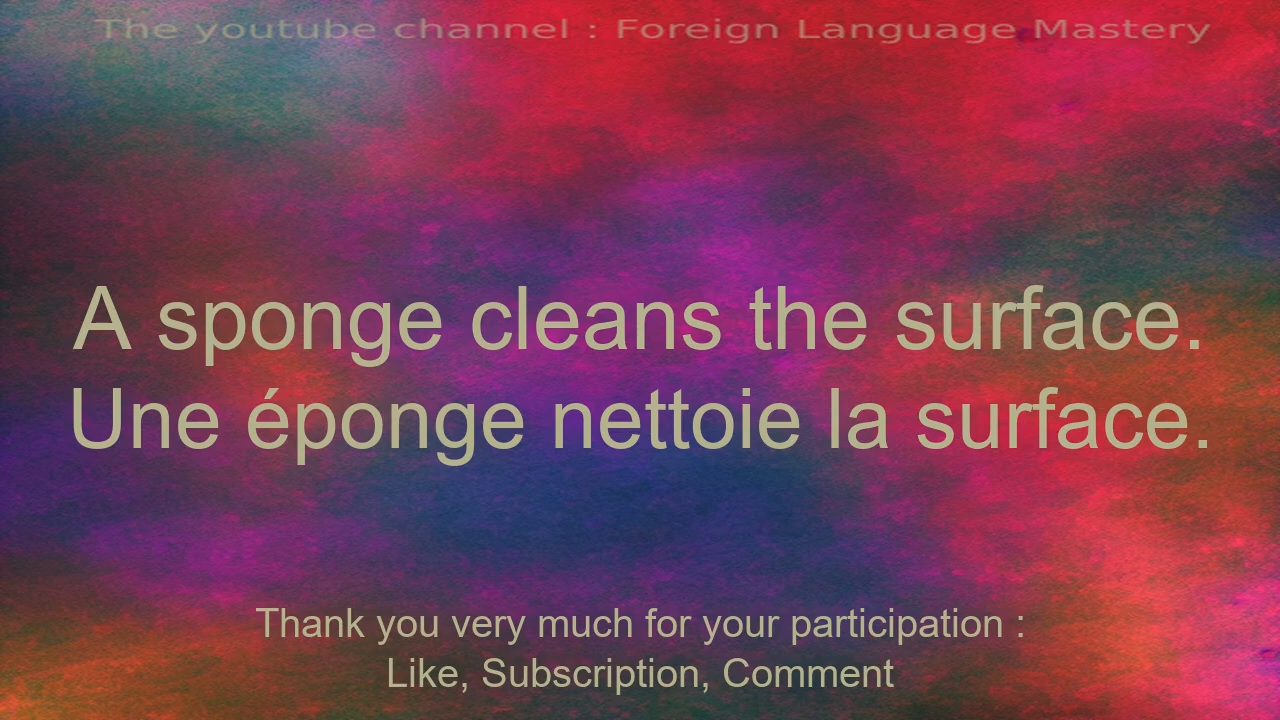 The youtube channel : Foreign Language Mastery
A sponge cleans the surface.
Une éponge nettoie la surface.
Thank you very much for your participation :
Like, Subscription, Comment